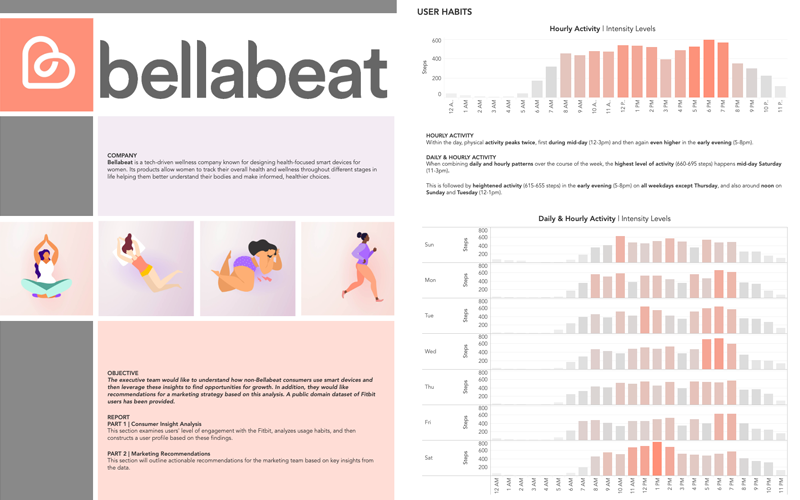 bellabeat
COMPANY
Bellabeat is a tech-driven wellness company known for designing health-focused smart devices for
women. Its products allow women to track their overall health and wellness throughout different stages in
life helping them better understand their bodies and make informed, healthier choices.
OBJECTIVE
The executive team would like to understand how non-Bellabeat consumers use smart devices and
then leverage these insights to find opportunities for growth. In addition, they would like
recommendations for a marketing strategy based on this analysis. A public domain dataset of Fitbit
users has been provided.
REPORT
PART 1 | Consumer Insight Analysis
This section examines users' level of engagement with the Fitbit, analyzes usage habits, and then
constructs a user profile based on these findings.
PART 2 | Marketing Recommendations
This section will outline actionable recommendations for the marketing team based on key insights from
the data.
USER HABITS
Hourly Activity | Intensity Levels
Steps
600
400
200
0
12 A..
1 AM
2 AM
3 AM
4 AM
5 AM
6 AM
7 AM
8 AM
9 AM
10 A..
11 A..
12 P..
1 PM
2 PM
3 PM
4 PM
5 PM
6 PM
7 PM
8 PM
9 PM
10 P..
11 P..
HOURLY ACTIVITY
Within the day, physical activity peaks twice, first during mid-day (12-3pm) and then again even higher in the early evening (5-8pm).
DAILY & HOURLY ACTIVITY
When combining daily and hourly patterns over the course of the week, the highest level of activity (660-695 steps) happens mid-day Saturday
(11-3pm).
This is followed by heightened activity (615-655 steps) in the early evening (5-8pm) on all weekdays except Thursday, and also around noon on
Sunday and Tuesday (12-1pm).
Daily & Hourly Activity | Intensity Levels
Sun
Steps
800
600
400
200
Mon
Steps
800
600
400
200
Tue
Steps
800
600
400
200
Wed
Steps
800
600
400
200
Thu
Steps
800
600
400
200
Fri
Steps
800
600
400
200
Sat
Steps
800
600
400
200
12 AM
1 AM
2 AM
3 AM
4 AM
5 AM
6 AM
7 AM
8 AM
9 AM
10 AM
11 AM
12 PM
1 PM
2 PM
3 PM
4 PM
5 PM
6 PM
7 PM
8 PM
9 PM
10 PM
11 PM